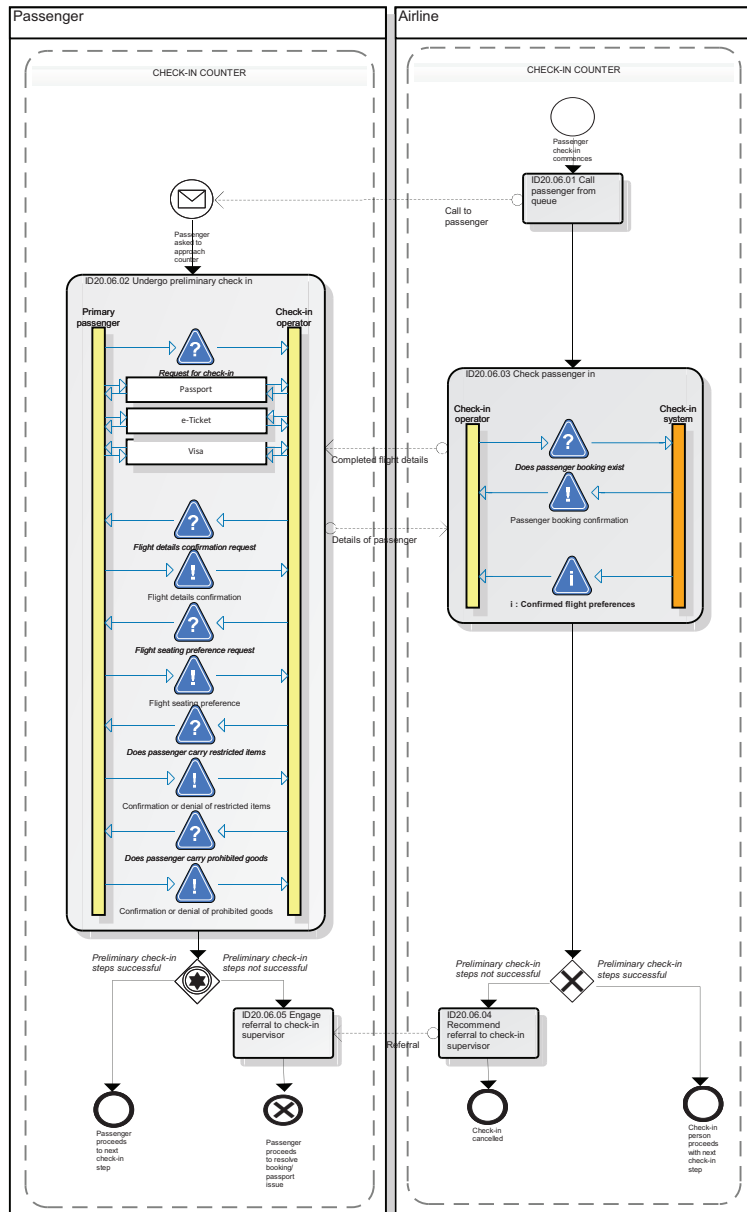 Passenger
CHECK-IN COUNTER
Passenger
asked to
approach
counter
ID20.06.02 Undergo preliminary check in
Primary
passenger
Check-in
operator
?
Request for check-in
Passport
e-Ticket
Visa
?
Flight details confirmation request
!
Flight details confirmation
?
Flight seating preference request
!
Flight seating preference
?
Does passenger carry restricted items
!
Confirmation or denial of restricted items
?
Does passenger carry prohibited goods
!
Confirmation or denial of prohibited goods
Preliminary check-in
steps successful
Preliminary check-in
steps not successful
ID20.06.05 Engage
referral to check-in
supervisor
Passenger
proceeds
to next
check-in
step
Passenger
proceeds
to resolve
booking/
passport
issue
Call to
passenger
Completed flight details
Details of passenger
Referral
Airline
CHECK-IN COUNTER
Passenger
check-in
commences
ID20.06.01 Call
passenger from
queue
ID20.06.03 Check passenger in
Check-in
operator
Check-in
system
?
Does passenger booking exist
!
Passenger booking confirmation
i
i : Confirmed flight preferences
Preliminary check-in
steps not successful
Preliminary check-in
steps successful
ID20.06.04
Recommend
referral to check-in
supervisor
Check-in
cancelled
Check-in
person
proceeds
with next
check-in
step